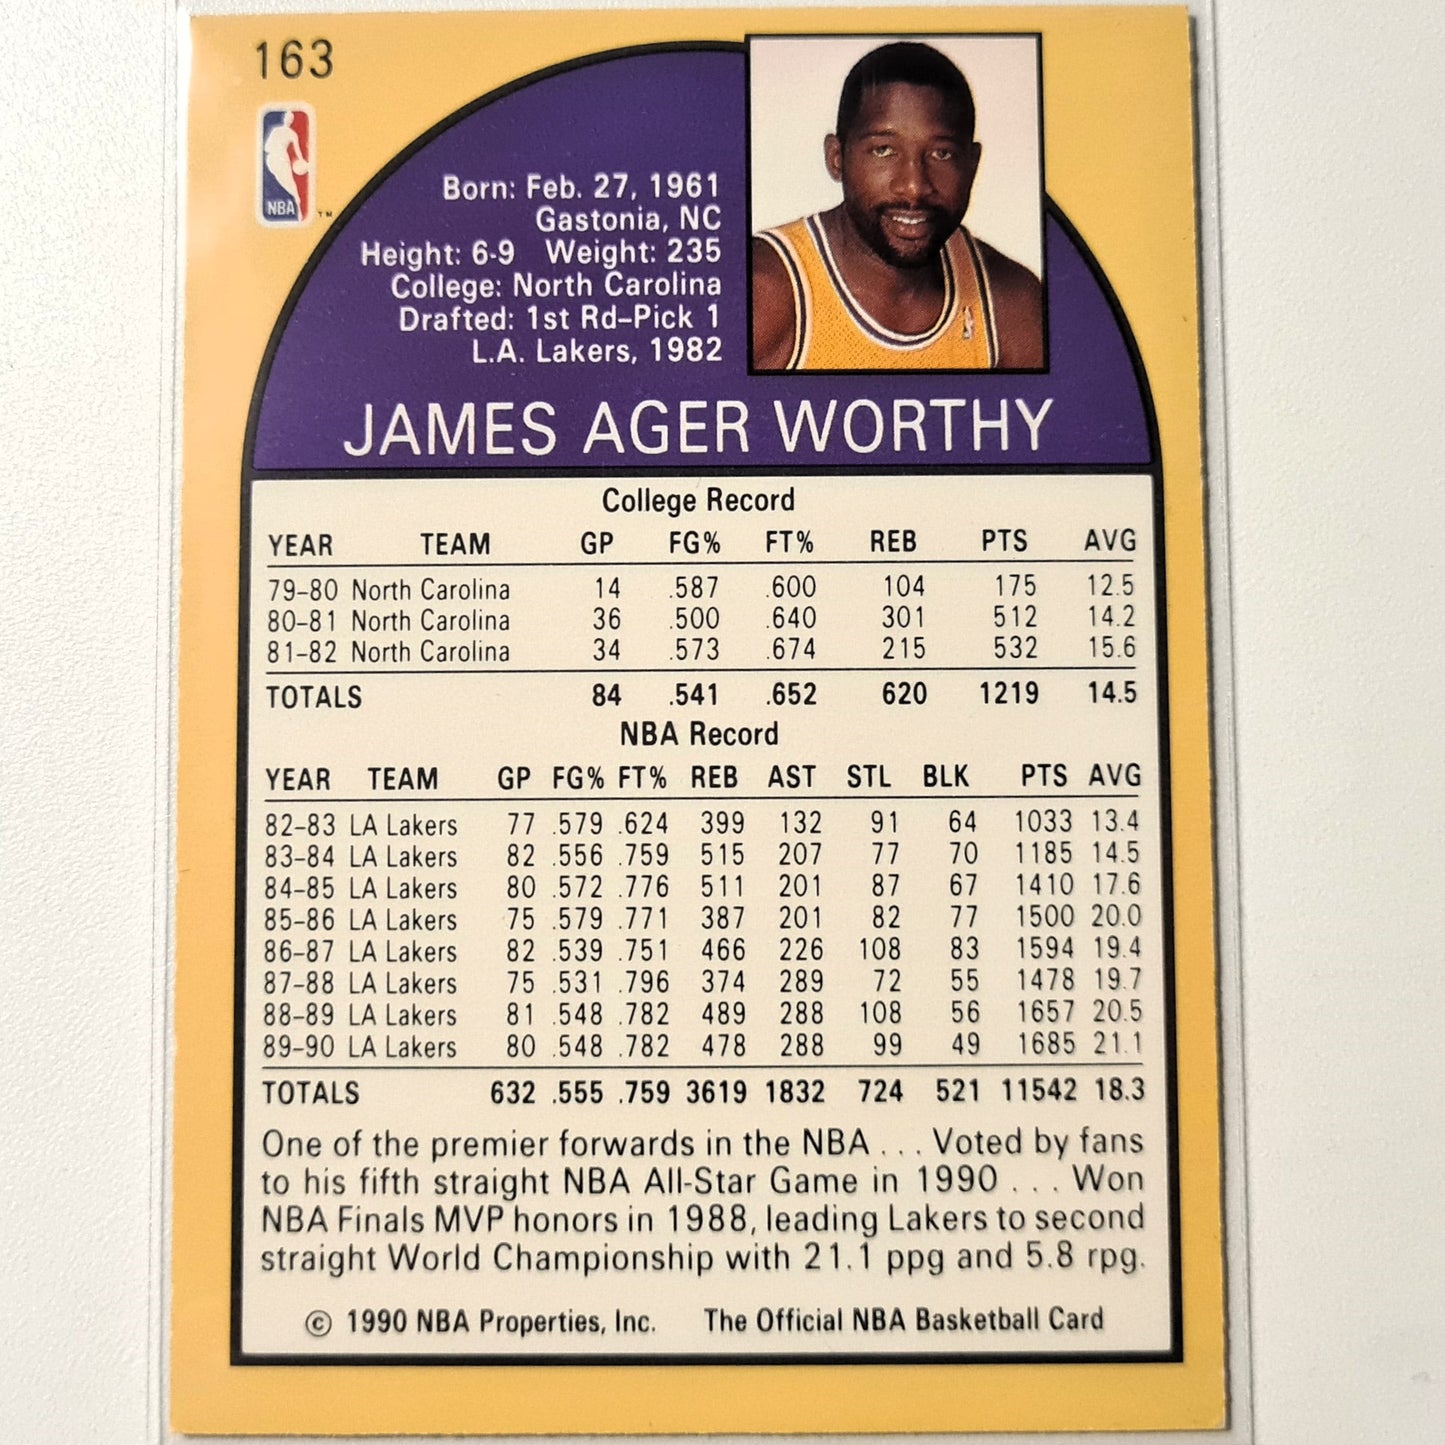 163
NBA ™
Born: Feb. 27, 1961
Gastonia, NC
Height: 6-9 Weight: 235
College: North Carolina
Drafted: 1st Rd–Pick 1
L.A. Lakers, 1982
JAMES AGER WORTHY
College Record
YEAR TEAM GP FG% FT% REB PTS AVG
79–80 North Carolina 14 .587 .600 104 175 12.5
80–81 North Carolina 36 .500 .640 301 512 14.2
81–82 North Carolina 34 .573 .674 215 532 15.6
TOTALS 84 .541 .652 620 1219 14.5
NBA Record
YEAR TEAM GP FG% FT% REB AST STL BLK PTS AVG
82–83 LA Lakers 77 .579 .624 399 132 91 64 1033 13.4
83–84 LA Lakers 82 .556 .759 515 207 77 70 1185 14.5
84–85 LA Lakers 80 .572 .776 511 201 87 67 1410 17.6
85–86 LA Lakers 75 .579 .771 387 201 82 77 1500 20.0
86–87 LA Lakers 82 .539 .751 466 226 108 83 1594 19.4
87–88 LA Lakers 75 .531 .796 374 289 72 55 1478 19.7
88–89 LA Lakers 81 .548 .782 489 288 108 56 1657 20.5
89–90 LA Lakers 80 .548 .782 478 288 99 49 1685 21.1
TOTALS 632 .555 .759 3619 1832 724 521 11542 18.3
One of the premier forwards in the NBA . . . Voted by fans
to his fifth straight NBA All-Star Game in 1990 . . . Won
NBA Finals MVP honors in 1988, leading Lakers to second
straight World Championship with 21.1 ppg and 5.8 rpg.
© 1990 NBA Properties, Inc. The Official NBA Basketball Card